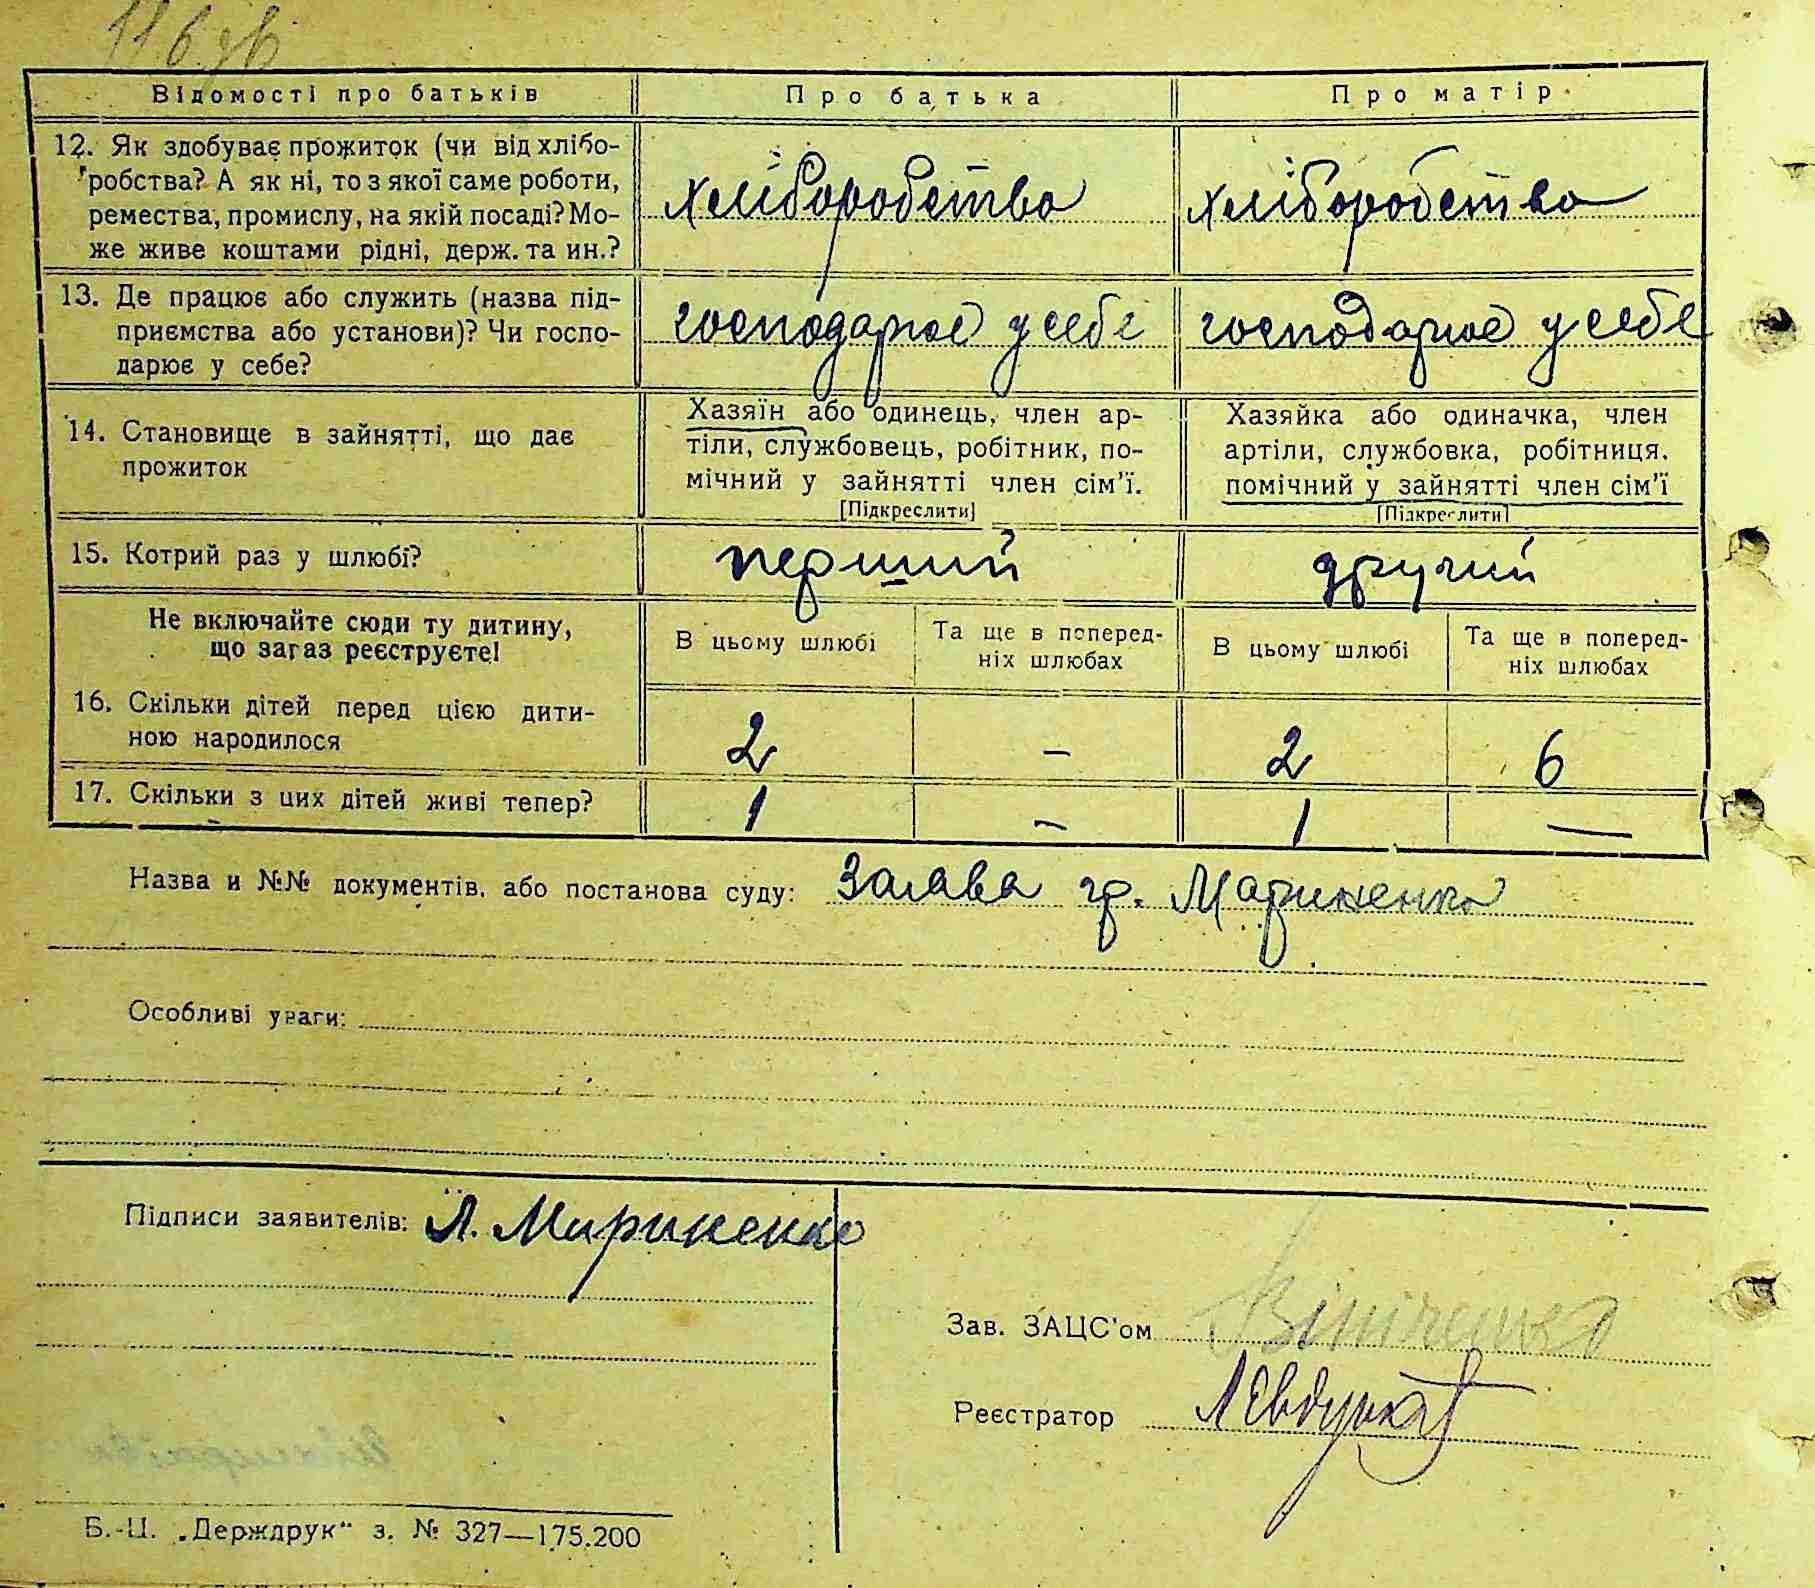 116 зв
Відомості про батьків Про батька Про матір
12. Як здобуває прожиток (чи від хлібо-
робства? А як ні, то з якої саме роботи,
ремества, промислу, на якій посаді? Мо-
же живе коштами рідні, держ. та ин.?
хліборобство хліборобство
13. Де працює або служить (назва під-
приємства або установи)? Чи госпо-
дарює у себе?
господарює у себе господарює у себе
14. Становище в зайнятті, що дає
прожиток
Хазяїн або одинець, член ар-
тіли, службовець, робітник, по-
мічний у зайнятті член сім'ї.
[Підкреслити]
Хазяйка або одиначка, член
артіли, службовка, робітниця.
помічний у зайнятті член сім'ї
[Підкреслити]
15. Котрий раз у шлюбі? перший другий
Не включайте сюди ту дитину,
що зараз реєструєте!
В цьому шлюбі Та ще в поперед-
ніх шлюбах
В цьому шлюбі Та ще в поперед-
ніх шлюбах
16. Скільки дітей перед цією дити-
ною народилося
2 – 2 6
17. Скільки з цих дітей живі тепер? 1 – 1 —
Назва и №№ документів, або постанова суду: Заява гр. Мариненко
Особливі уваги:
Підписи заявителів: Л. Мариненко
Зав. ЗАЦС'ом
Реєстратор
Б.-Ц. „Держдрук" з. № 327—175.200